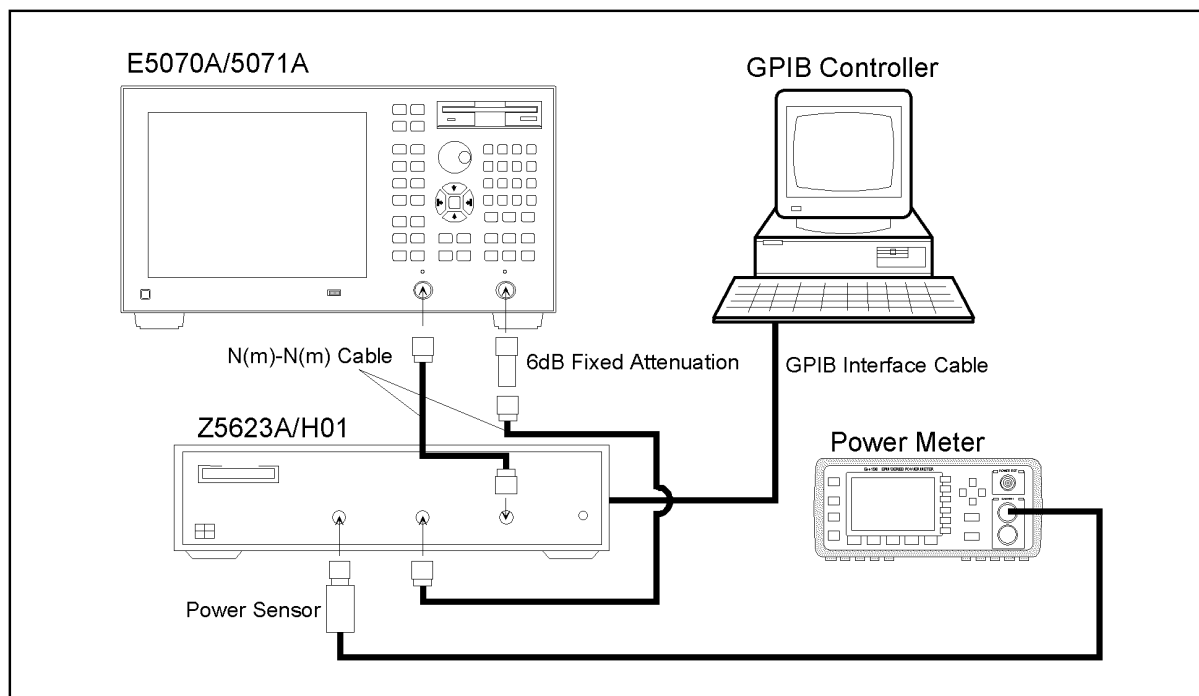 E5070A/5071A
GPIB Controller
N(m)-N(m) Cable
6dB Fixed Attenuation
GPIB Interface Cable
Z5623A/H01
Power Meter
Power Sensor